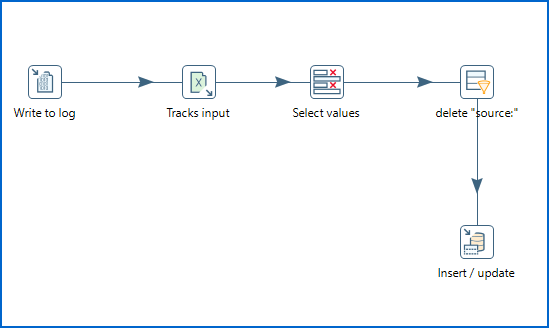 Write to log
Tracks input
Select values
delete "source:"
Insert / update